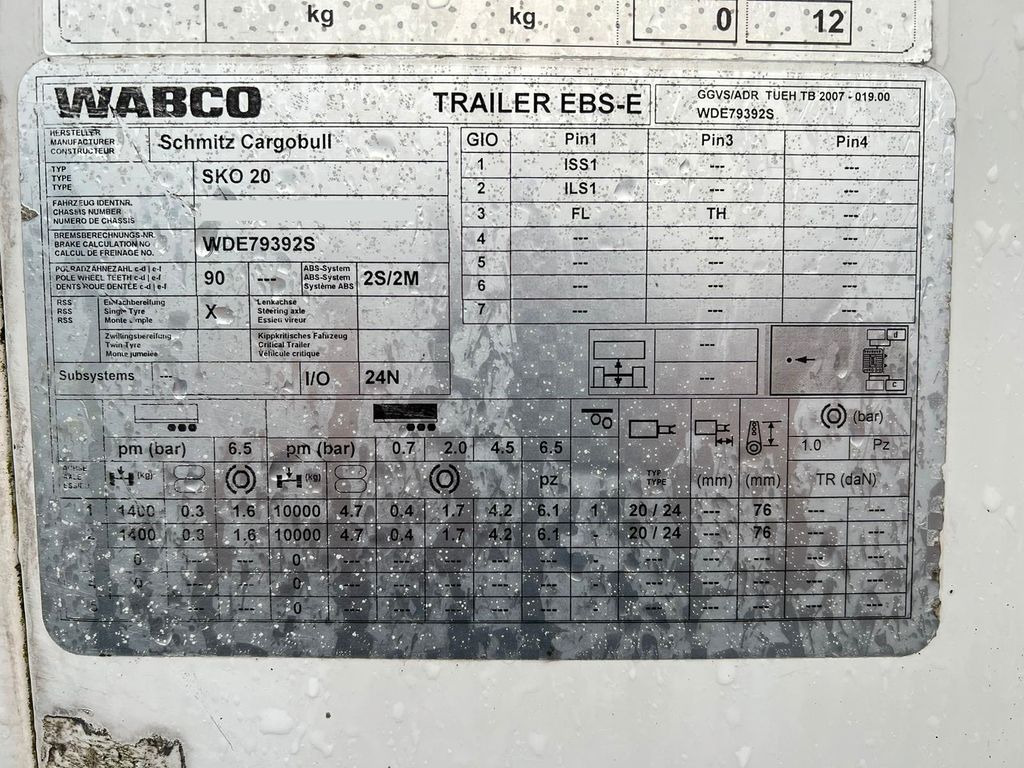 kg kg 0 12
WABCO TRAILER EBS-E GGVS/ADR TUEH TB 2007 - 019.00
WDE79392S
HERSTELLER
MANUFACTURER
CONSTRUCTEUR
Schmitz Cargobull
TYP
TYPE
TYPE
SKO 20
FAHRZEUG IDENTNR.
CHASSIS NUMBER
NUMERO DE CHASSIS
BREMSBERECHNUNGS-NR.
BRAKE CALCULATION NO
CALCUL DE FREINAGE NO.
WDE79392S
POLRADZÄHNEZAHL c-d | e-f
POLE WHEEL TEETH c-d | e-f
DENTS ROUE DENTÉE c-d | e-f
90 ---
ABS-System
ABS-System
Système ABS
2S/2M
RSS Einfachbereifung
RSS Single Tyre
RSS Monte simple
X
Lenkachse
Steering axle
Essieu vireur
Zwillingsbereifung
Twin Tyre
Monte jumelée
Kippkritisches Fahrzeug
Critical Trailer
Véhicule critique
Subsystems --- I/O 24N
GIO Pin1 Pin3 Pin4
1 ISS1 --- ---
2 ILS1 --- ---
3 FL TH ---
4 --- --- ---
5 --- --- ---
6 --- --- ---
7 --- --- ---
---
---
d
c
pm (bar) 6.5 pm (bar) 0.7 2.0 4.5 6.5 (bar)
1.0 Pz
ACHSE
AXLE
ESSIEU
(kg) (kg) pz TYP
TYPE
(mm) (mm) TR (daN)
1 1400 0.3 1.6 10000 4.7 0.4 1.7 4.2 6.1 1 20 / 24 --- 76 --- ---
2 1400 0.3 1.6 10000 4.7 0.4 1.7 4.2 6.1 - 20 / 24 --- 76 --- ---
0 --- --- 0 --- --- --- --- --- - --- --- --- --- ---
0 --- --- 0 --- --- --- --- --- - --- --- --- --- ---
--- --- 0 --- --- --- --- --- - --- --- --- --- ---